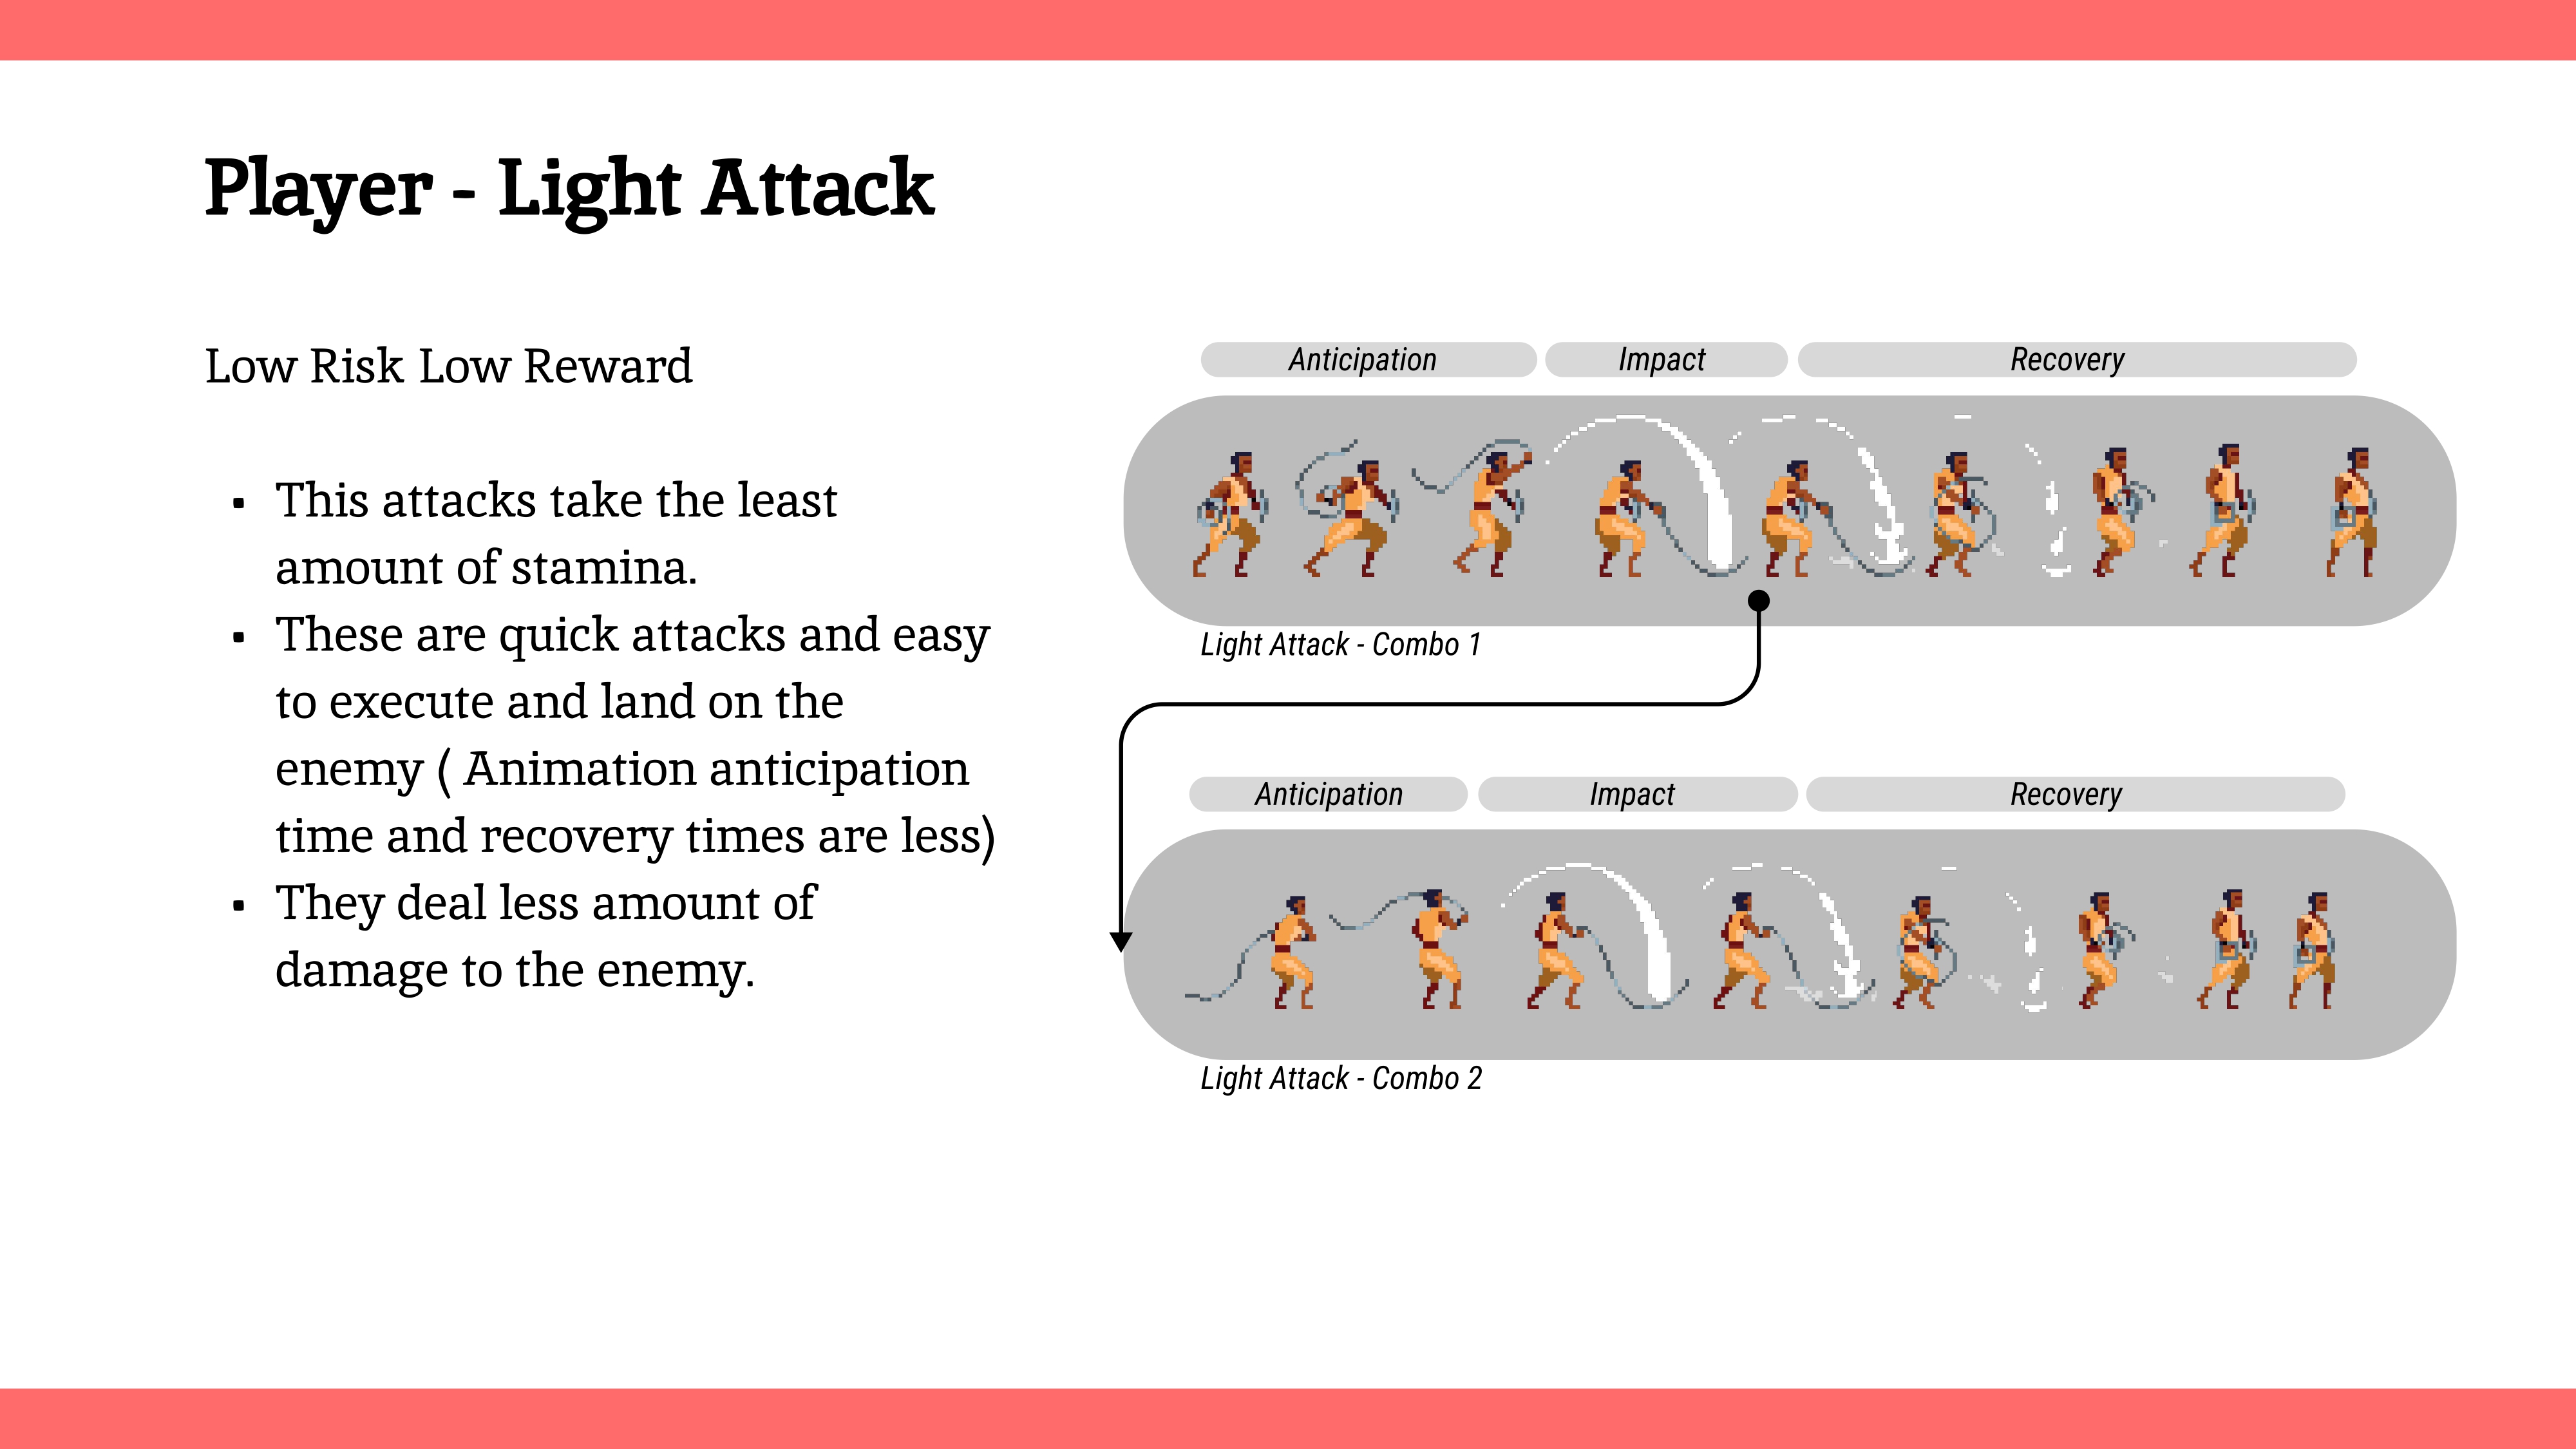 Player - Light Attack
Low Risk Low Reward
▪ This attacks take the least
amount of stamina.
▪ These are quick attacks and easy
to execute and land on the
enemy ( Animation anticipation
time and recovery times are less)
▪ They deal less amount of
damage to the enemy.
Anticipation Impact Recovery
Light Attack - Combo 1
Anticipation Impact Recovery
Light Attack - Combo 2